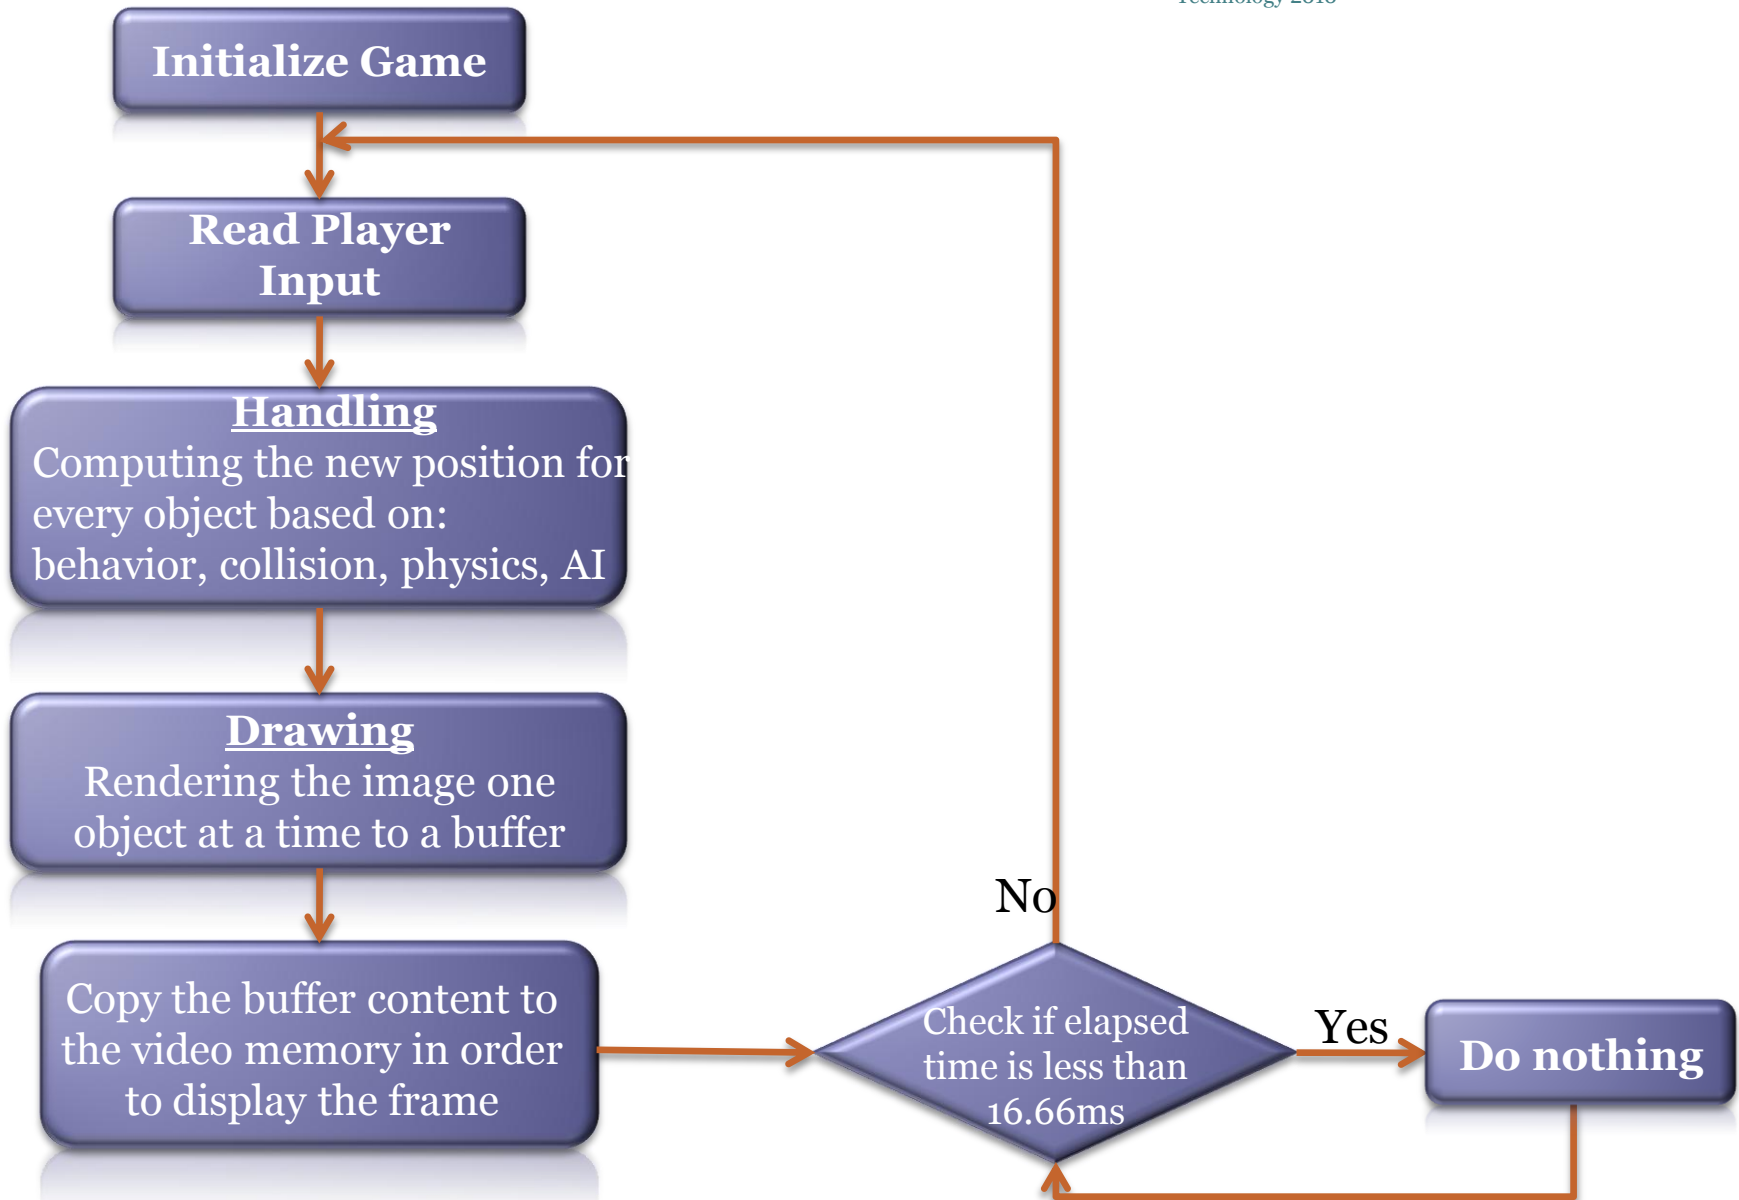 Technology 2010
Initialize Game
Read Player
Input
Handling
Computing the new position for
every object based on:
behavior, collision, physics, AI
Drawing
Rendering the image one
object at a time to a buffer
Copy the buffer content to
the video memory in order
to display the frame
No
Check if elapsed
time is less than
16.66ms
Yes
Do nothing